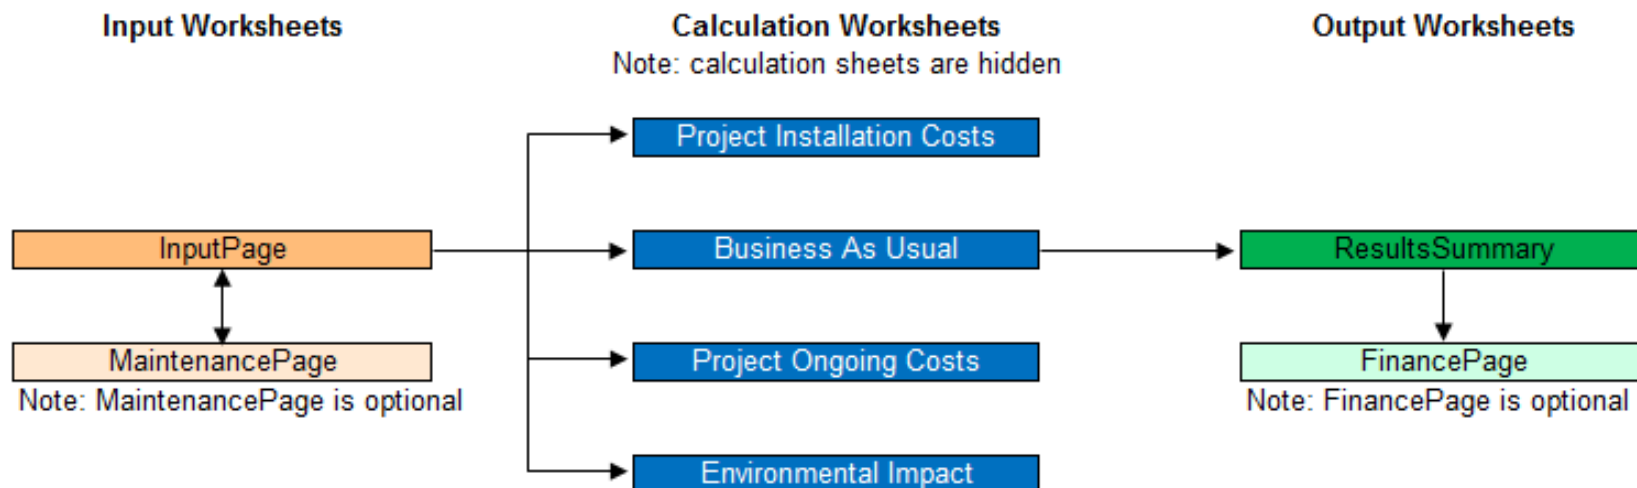 Input Worksheets
Calculation Worksheets
Output Worksheets
Note: calculation sheets are hidden
Project Installation Costs
InputPage
Business As Usual
ResultsSummary
MaintenancePage
Project Ongoing Costs
FinancePage
Note: MaintenancePage is optional
Note: FinancePage is optional
Environmental Impact